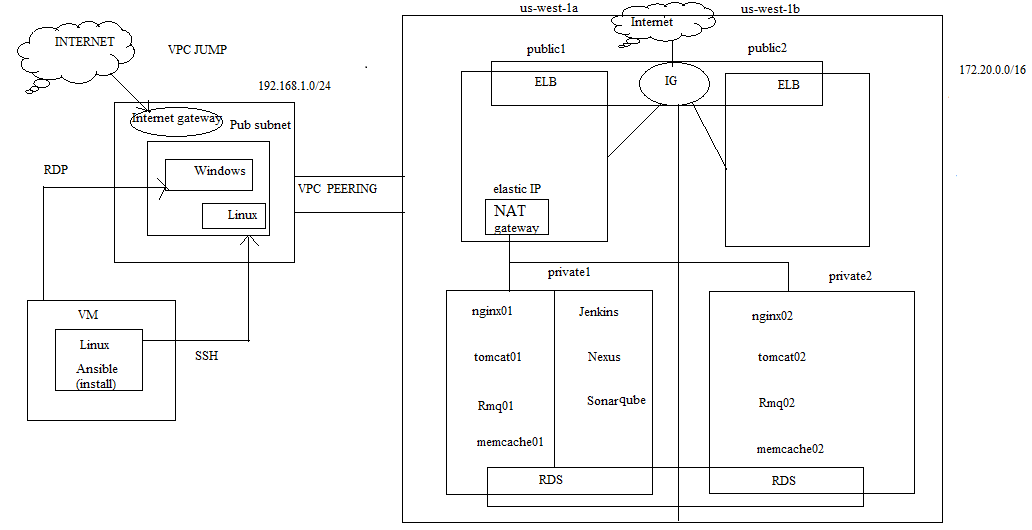 us-west-1a
us-west-1b
INTERNET
Internet
VPC JUMP
public1
public2
172.20.0.0/16
192.168.1.0/24
ELB
IG
ELB
Internet gateway
Pub subnet
RDP
Windows
VPC PEERING
elastic IP
Linux
NAT
gateway
private1
private2
VM
nginx01
Jenkins
nginx02
Linux
SSH
tomcat01
Nexus
tomcat02
Ansible
(install)
Rmq01
Sonarqube
Rmq02
memcache01
memcache02
RDS
RDS